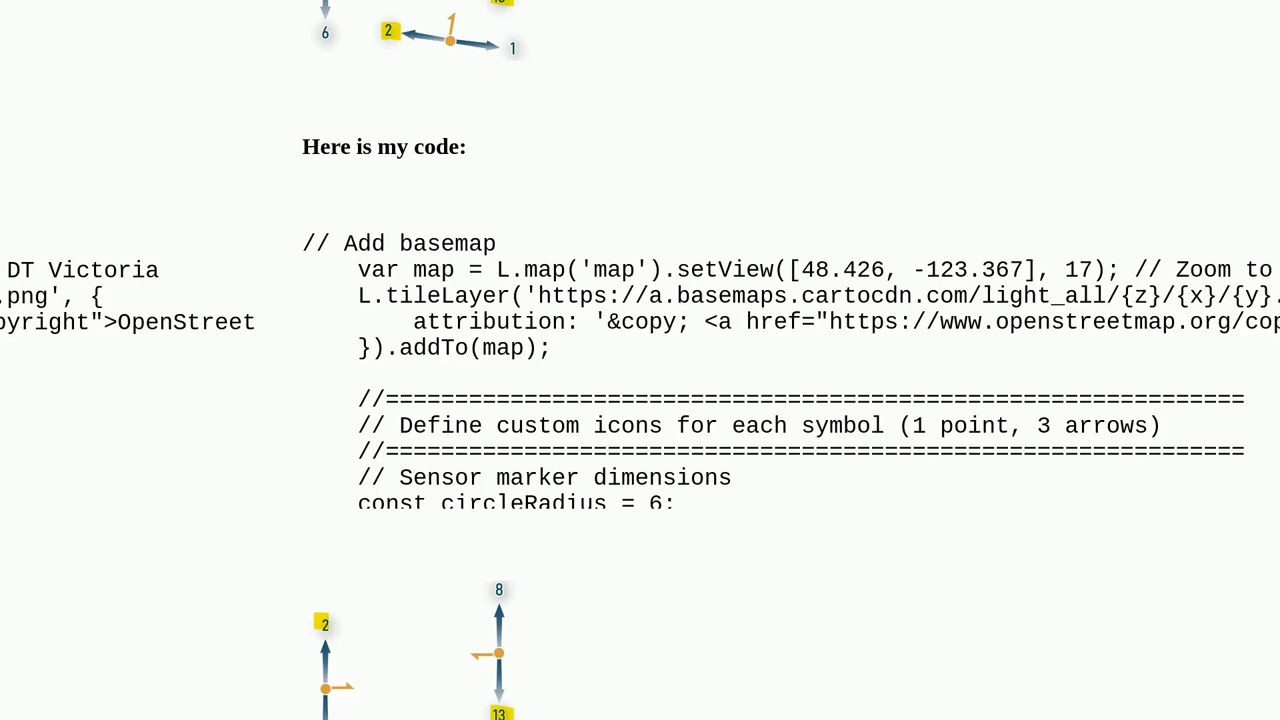 6
2
1
Here is my code:
// Add basemap
var map = L.map('map').setView([48.426, -123.367], 17); // Zoom to
DT Victoria
L.tileLayer('https://a.basemaps.cartocdn.com/light_all/{z}/{x}/{y}.
.png', {
attribution: '&copy; <a href="https://www.openstreetmap.org/cop
pyright">OpenStreet
}).addTo(map);
//==============================================================
// Define custom icons for each symbol (1 point, 3 arrows)
//==============================================================
// Sensor marker dimensions
const circleRadius = 6;
8
2
13